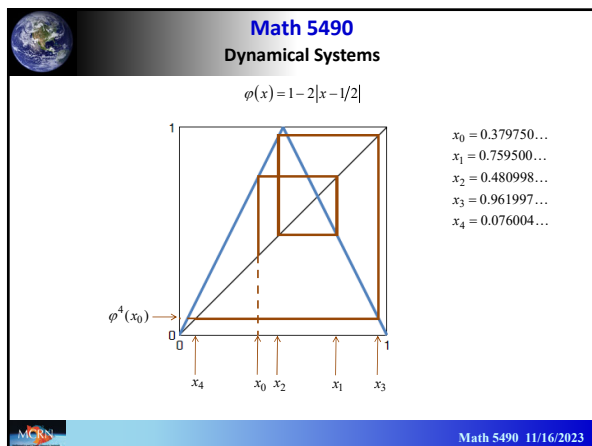 Math 5490
Dynamical Systems
φ(x) = 1 − 2|x − 1/2|
1
x₀ = 0.379750…
x₁ = 0.759500…
x₂ = 0.480998…
x₃ = 0.961997…
x₄ = 0.076004…
φ⁴(x₀)
0
0 1
x₄ x₀ x₂ x₁ x₃
MCRN
Math 5490 11/16/2023